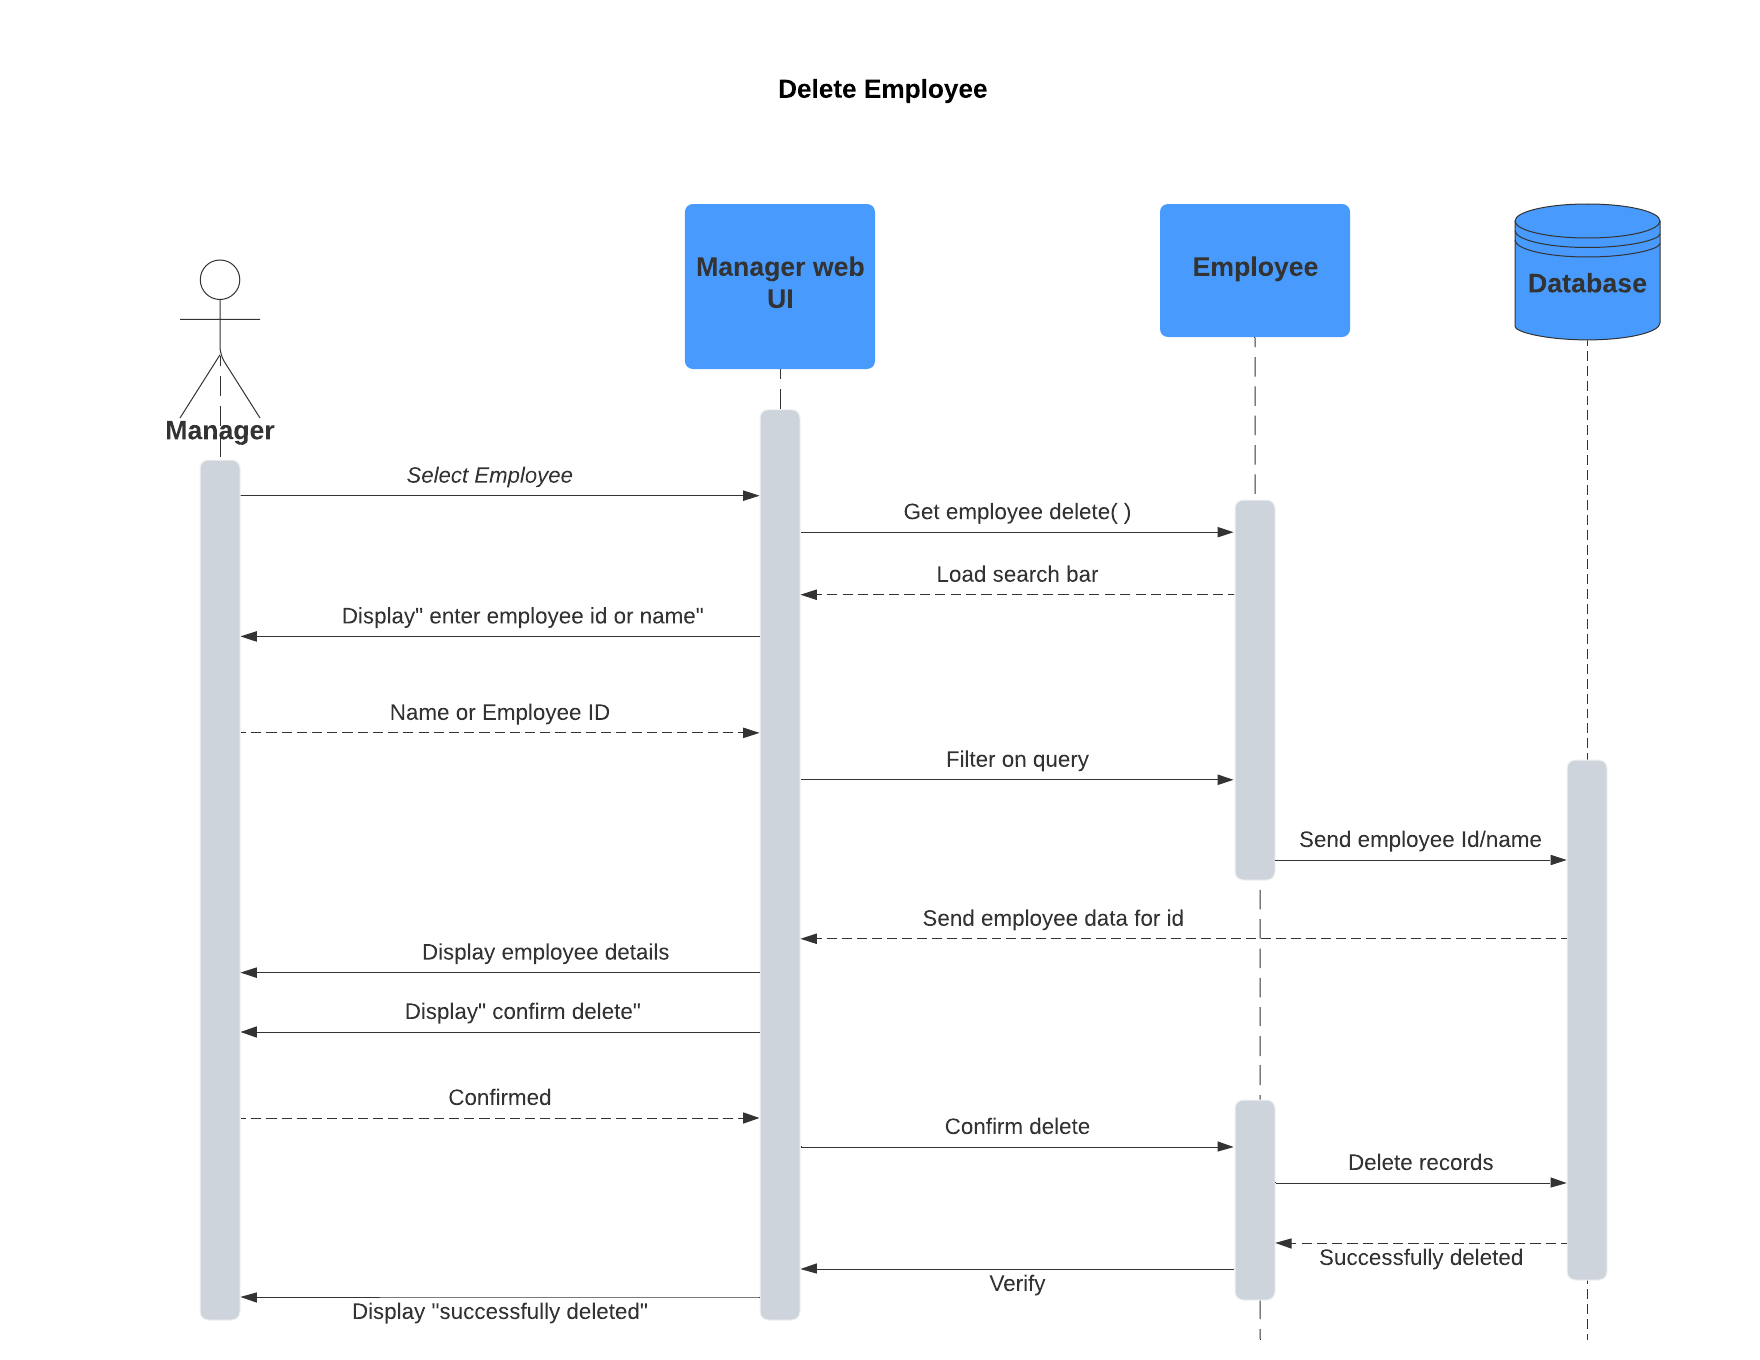 Delete Employee
Manager web
UI
Employee
Database
Manager
Select Employee
Get employee delete( )
Load search bar
Display" enter employee id or name"
Name or Employee ID
Filter on query
Send employee Id/name
Send employee data for id
Display employee details
Display" confirm delete"
Confirmed
Confirm delete
Delete records
Successfully deleted
Verify
Display "successfully deleted"